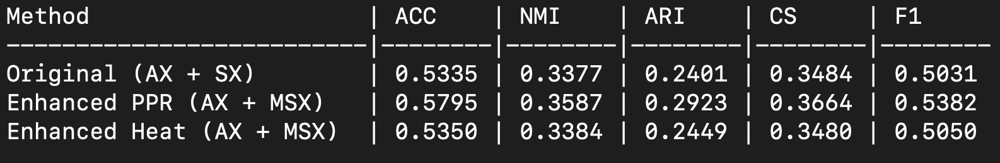 Method                    | ACC    | NMI    | ARI    | CS     | F1
--------------------------|--------|--------|--------|--------|--------
Original (AX + SX)        | 0.5335 | 0.3377 | 0.2401 | 0.3484 | 0.5031
Enhanced PPR (AX + MSX)   | 0.5795 | 0.3587 | 0.2923 | 0.3664 | 0.5382
Enhanced Heat (AX + MSX)  | 0.5350 | 0.3384 | 0.2449 | 0.3480 | 0.5050